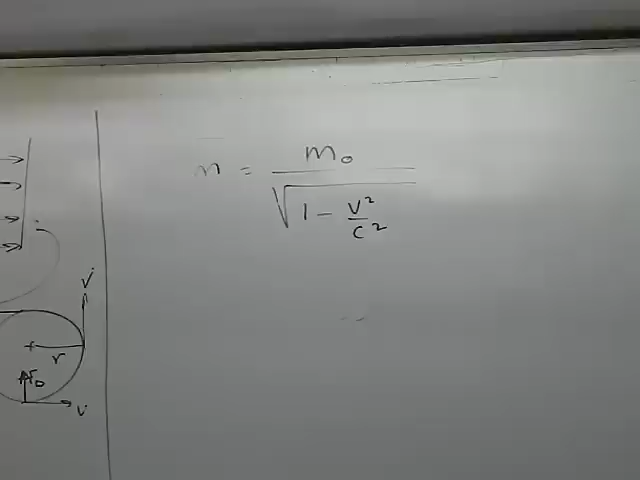 m = m₀ / √(1 - v²/c²)
v
r
F₀
v